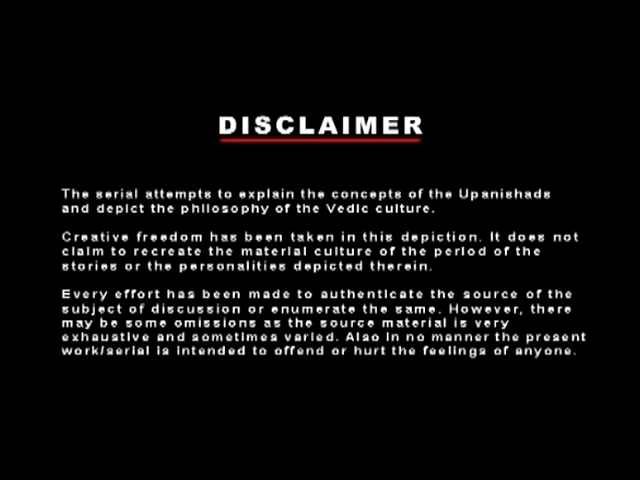 DISCLAIMER
The serial attempts to explain the concepts of the Upanishads
and depict the philosophy of the Vedic culture.
Creative freedom has been taken in this depiction. It does not
claim to recreate the material culture of the period of the
stories or the personalities depicted therein.
Every effort has been made to authenticate the source of the
subject of discussion or enumerate the same. However, there
may be some omissions as the source material is very
exhaustive and sometimes varied. Also in no manner the present
work/serial is intended to offend or hurt the feelings of anyone.